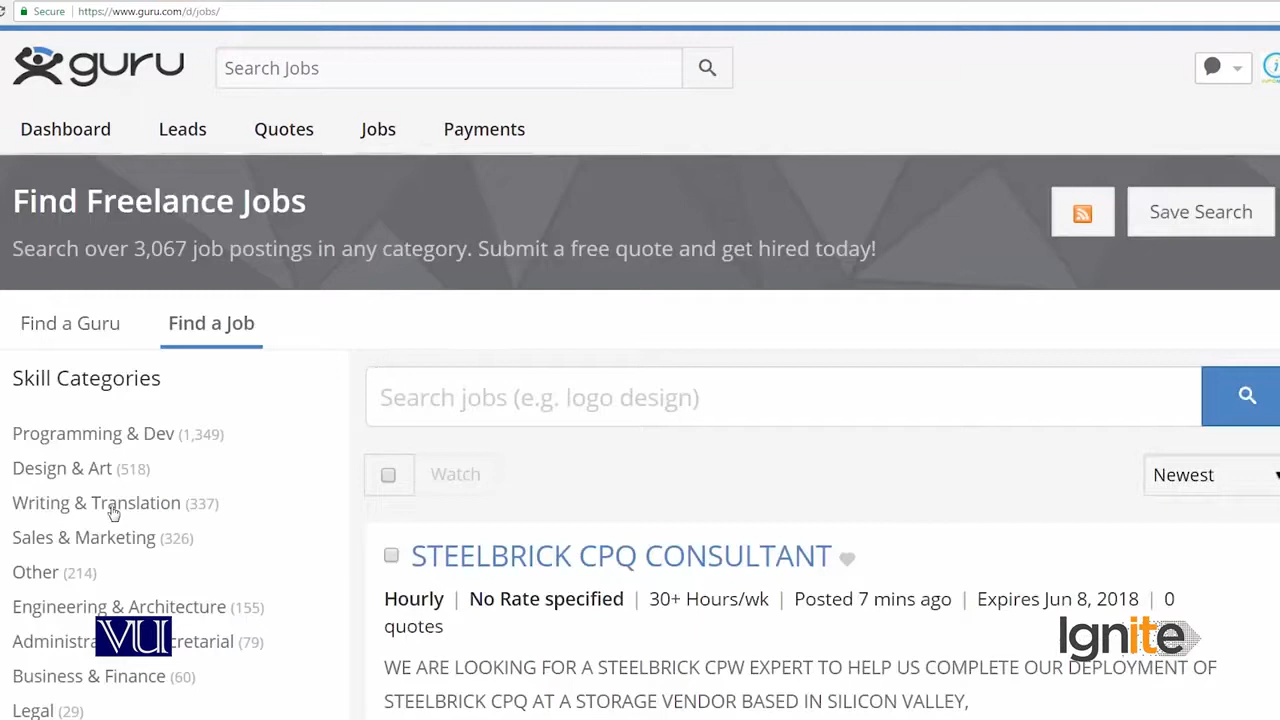 Secure https://www.guru.com/d/jobs/
guru
Search Jobs
Dashboard Leads Quotes Jobs Payments
Find Freelance Jobs
Save Search
Search over 3,067 job postings in any category. Submit a free quote and get hired today!
Find a Guru Find a Job
Skill Categories
Search jobs (e.g. logo design)
Programming & Dev (1,349)
Design & Art (518)
Watch
Newest
Writing & Translation (337)
Sales & Marketing (326)
Other (214)
Engineering & Architecture (155)
VU
(79)
Business & Finance (60)
Legal (29)
STEELBRICK CPQ CONSULTANT
Hourly | No Rate specified | 30+ Hours/wk | Posted 7 mins ago | Expires Jun 8, 2018 | 0
quotes
Ignite
WE ARE LOOKING FOR A STEELBRICK CPW EXPERT TO HELP US COMPLETE OUR DEPLOYMENT OF
STEELBRICK CPQ AT A STORAGE VENDOR BASED IN SILICON VALLEY,